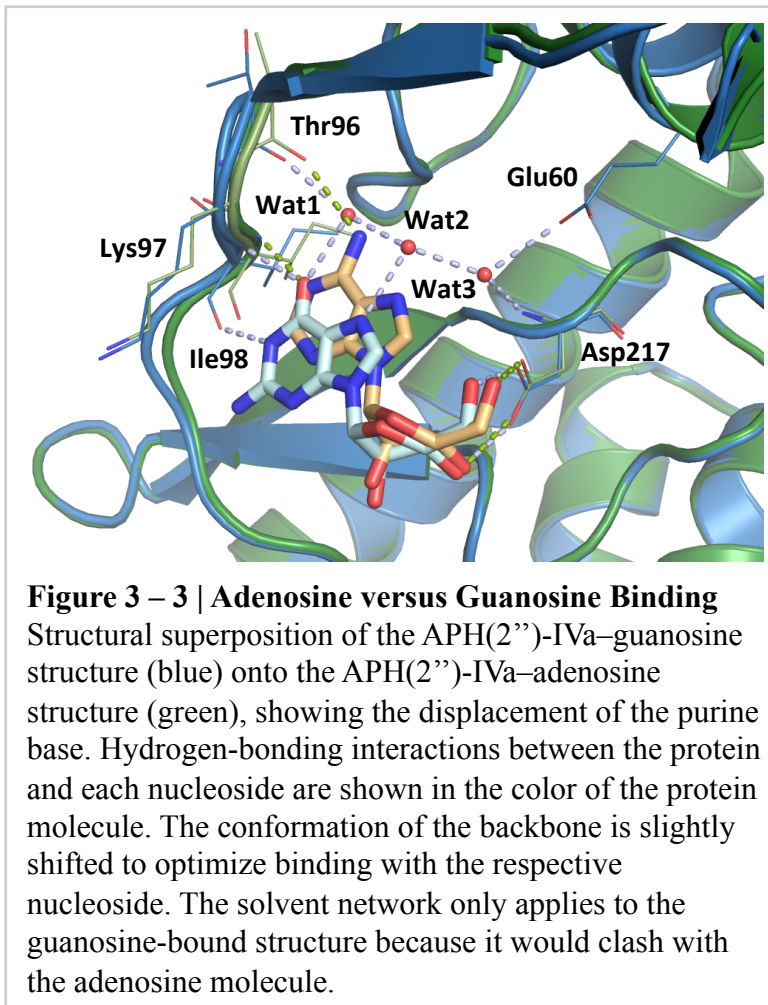 Thr96
Glu60
Wat1
Wat2
Lys97
Wat3
Ile98
Asp217
Figure 3 – 3 | Adenosine versus Guanosine Binding
Structural superposition of the APH(2’’)-IVa–guanosine
structure (blue) onto the APH(2’’)-IVa–adenosine
structure (green), showing the displacement of the purine
base. Hydrogen-bonding interactions between the protein
and each nucleoside are shown in the color of the protein
molecule. The conformation of the backbone is slightly
shifted to optimize binding with the respective
nucleoside. The solvent network only applies to the
guanosine-bound structure because it would clash with
the adenosine molecule.